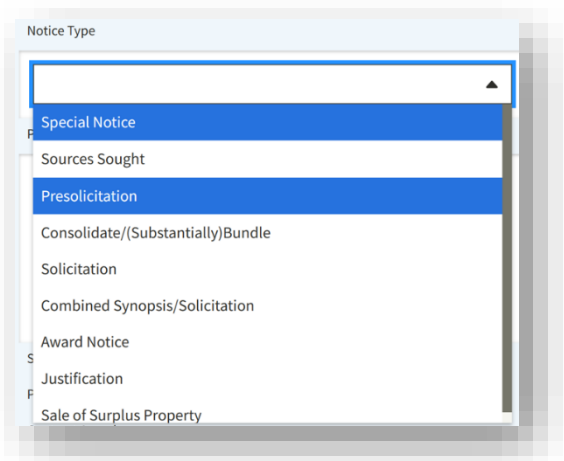 Notice Type
Special Notice
P
Sources Sought
Presolicitation
Consolidate/(Substantially)Bundle
Solicitation
Combined Synopsis/Solicitation
Award Notice
S
Justification
P
Sale of Surplus Property